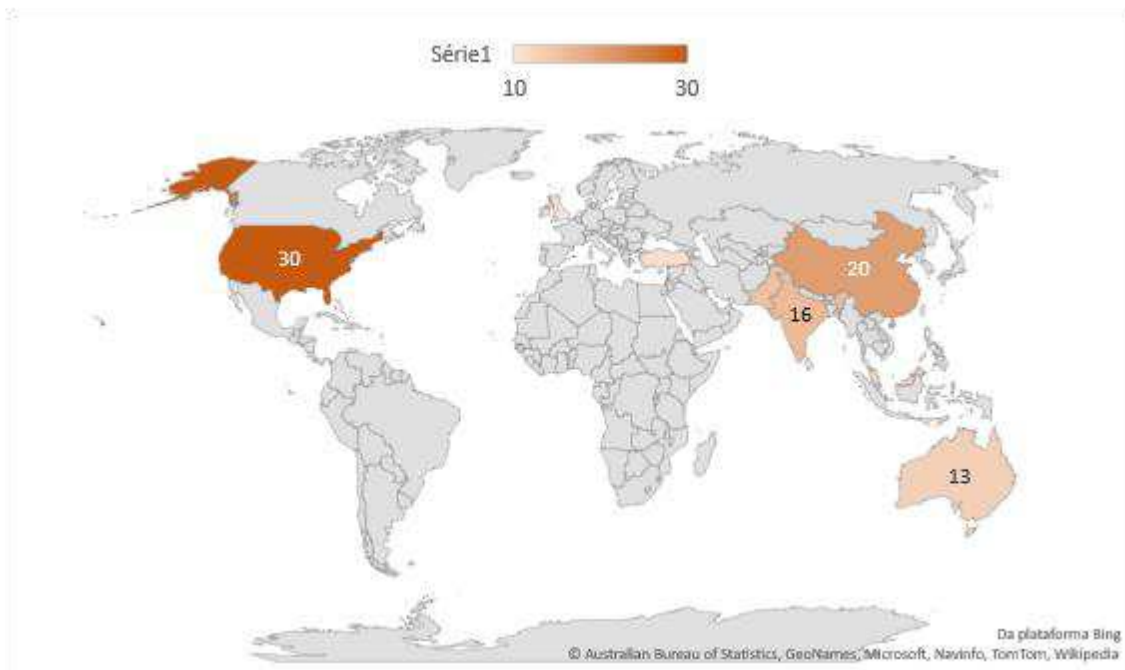 Série1
10 30
30
20
16
13
Da plataforma Bing
© Australian Bureau of Statistics, GeoNames, Microsoft, Navinfo, TomTom, Wikipedia